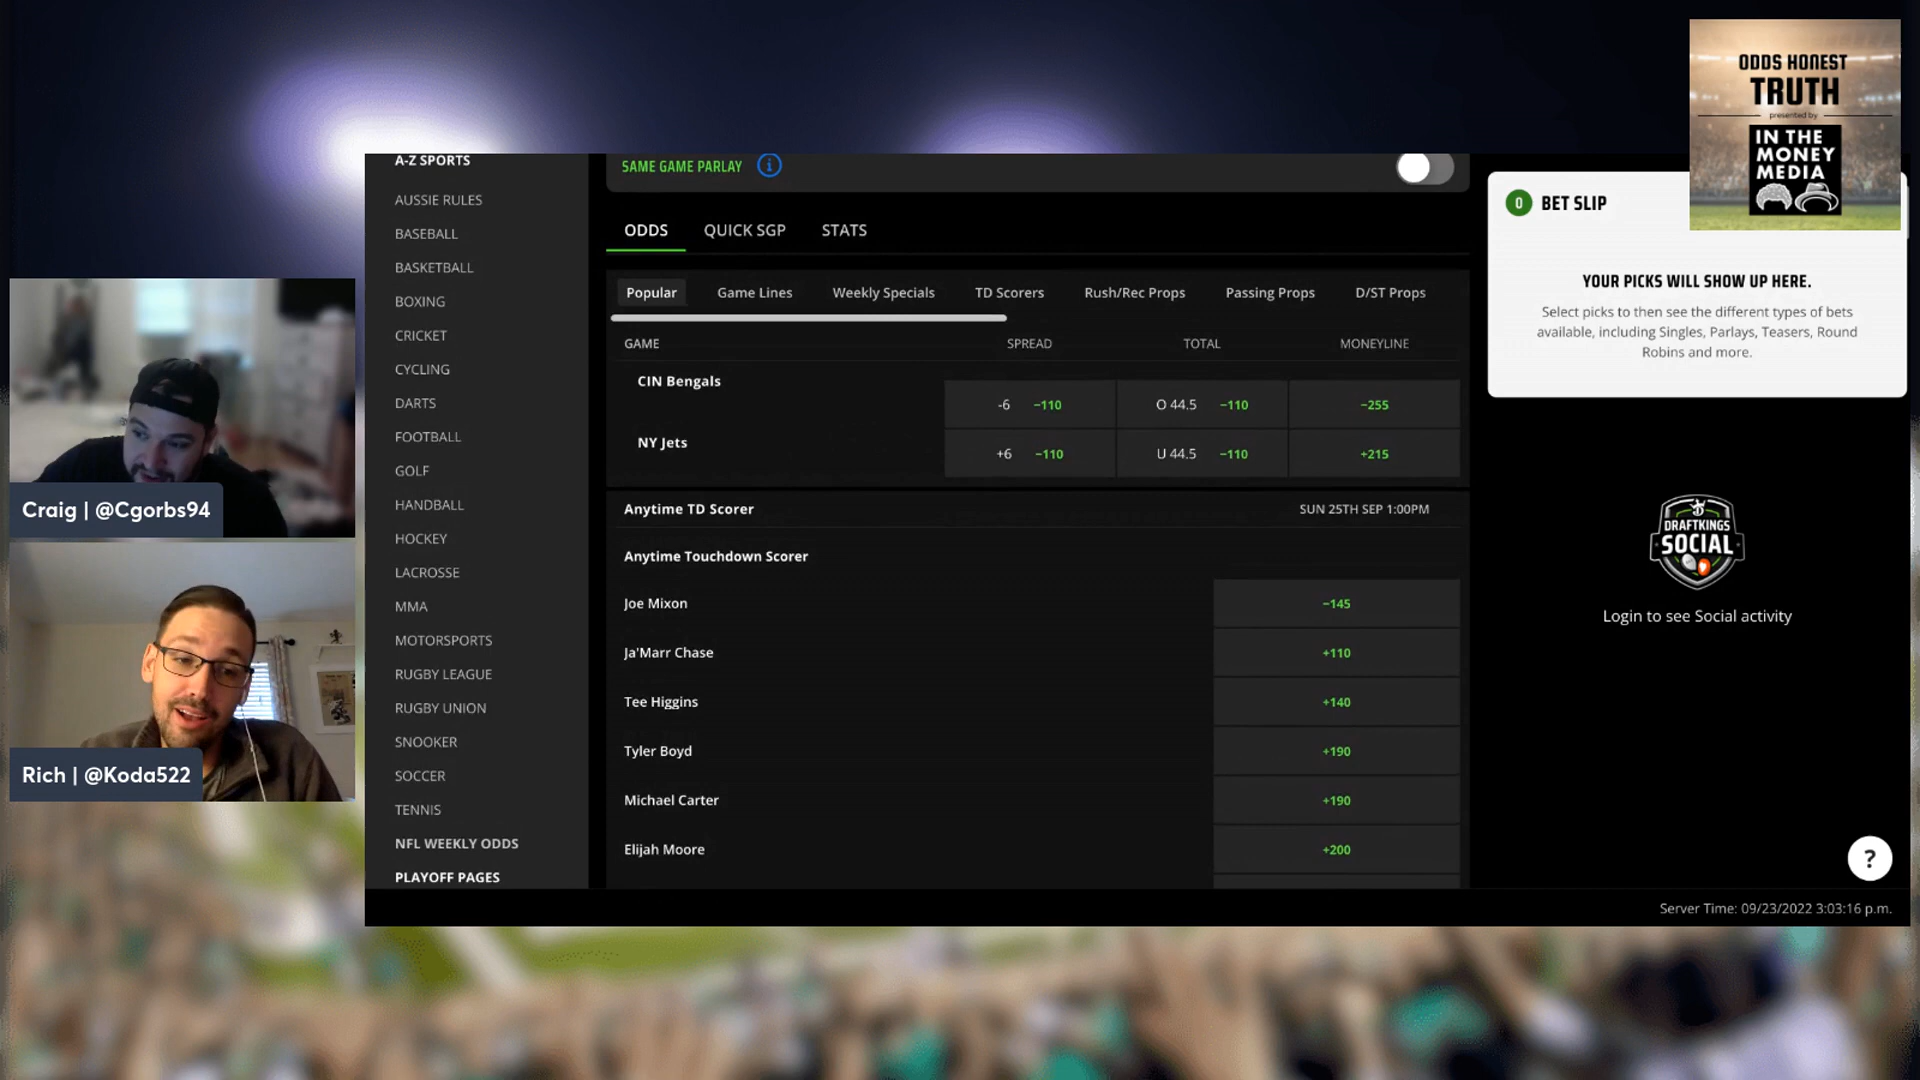 ODDS HONEST
TRUTH
presented by
IN THE
MONEY
MEDIA
A-Z SPORTS
AUSSIE RULES
BASEBALL
BASKETBALL
BOXING
CRICKET
CYCLING
DARTS
FOOTBALL
GOLF
HANDBALL
HOCKEY
LACROSSE
MMA
MOTORSPORTS
RUGBY LEAGUE
RUGBY UNION
SNOOKER
SOCCER
TENNIS
NFL WEEKLY ODDS
PLAYOFF PAGES
SAME GAME PARLAY i
ODDS QUICK SGP STATS
Popular Game Lines Weekly Specials TD Scorers Rush/Rec Props Passing Props D/ST Props
GAME SPREAD TOTAL MONEYLINE
CIN Bengals -6 −110 O 44.5 −110 −255
NY Jets +6 −110 U 44.5 −110 +215
Anytime TD Scorer SUN 25TH SEP 1:00PM
Anytime Touchdown Scorer
Joe Mixon −145
Ja'Marr Chase +110
Tee Higgins +140
Tyler Boyd +190
Michael Carter +190
Elijah Moore +200
0 BET SLIP
YOUR PICKS WILL SHOW UP HERE.
Select picks to then see the different types of bets
available, including Singles, Parlays, Teasers, Round
Robins and more.
DRAFTKINGS
SOCIAL
Login to see Social activity
?
Server Time: 09/23/2022 3:03:16 p.m.
Craig | @Cgorbs94
Rich | @Koda522